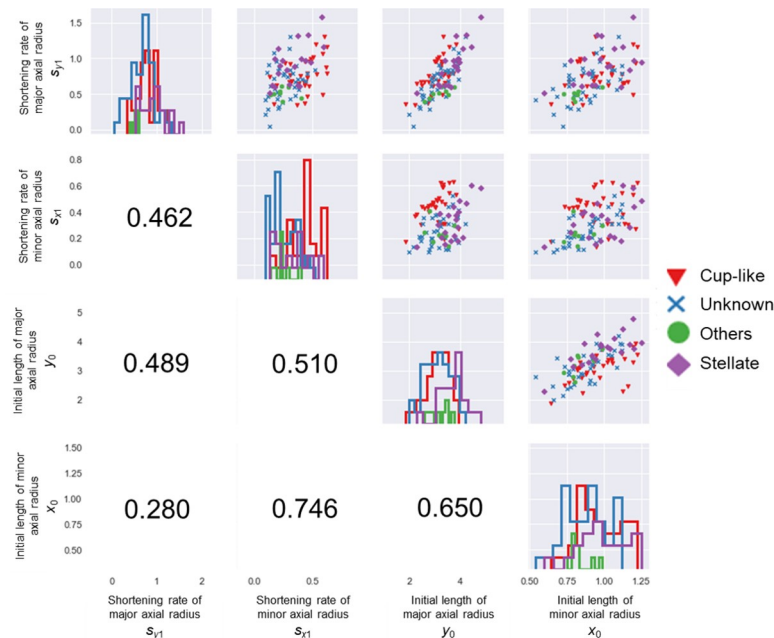 Shortening rate of
major axial radius
sy1
1.5
1.0
0.5
0.0
Shortening rate of
minor axial radius
sx1
0.8
0.6
0.4
0.2
0.0
0.462
Cup-like
Unknown
Others
Stellate
Initial length of major
axial radius
y0
5
4
3
2
0.489
0.510
Initial length of minor
axial radius
x0
1.50
1.25
1.00
0.75
0.50
0.280
0.746
0.650
0 1 2
0.0 0.5
2 4
0.50 0.75 1.00 1.25
Shortening rate of
major axial radius
sy1
Shortening rate of
minor axial radius
sx1
Initial length of
major axial radius
y0
Initial length of
minor axial radius
x0